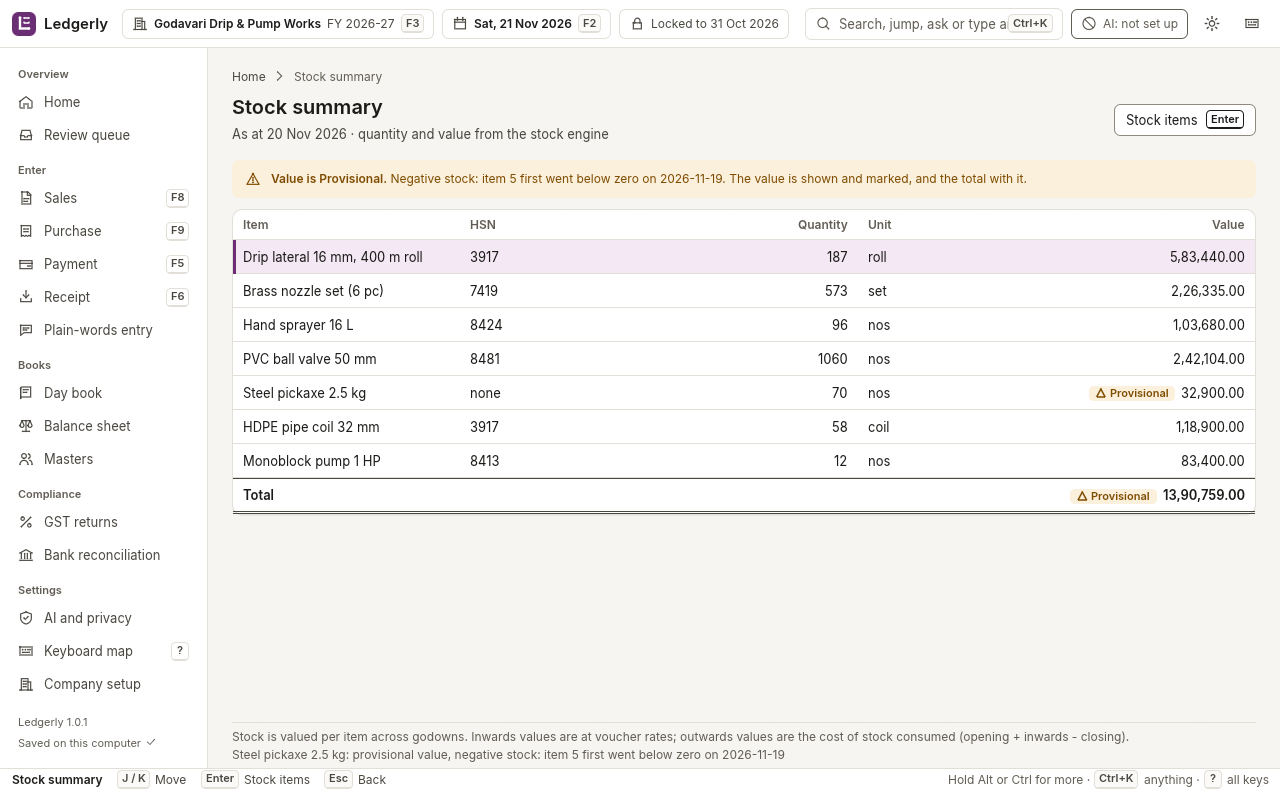 Ledgerly
Godavari Drip & Pump Works FY 2026-27 F3
Sat, 21 Nov 2026 F2
Locked to 31 Oct 2026
Search, jump, ask or type a Ctrl+K
AI: not set up
Overview
Home
Review queue
Enter
Sales F8
Purchase F9
Payment F5
Receipt F6
Plain-words entry
Books
Day book
Balance sheet
Masters
Compliance
GST returns
Bank reconciliation
Settings
AI and privacy
Keyboard map ?
Company setup
Ledgerly 1.0.1
Saved on this computer
Home > Stock summary
Stock summary
As at 20 Nov 2026 · quantity and value from the stock engine
Stock items Enter
Value is Provisional. Negative stock: item 5 first went below zero on 2026-11-19. The value is shown and marked, and the total with it.
Item HSN Quantity Unit Value
Drip lateral 16 mm, 400 m roll 3917 187 roll 5,83,440.00
Brass nozzle set (6 pc) 7419 573 set 2,26,335.00
Hand sprayer 16 L 8424 96 nos 1,03,680.00
PVC ball valve 50 mm 8481 1060 nos 2,42,104.00
Steel pickaxe 2.5 kg none 70 nos Provisional 32,900.00
HDPE pipe coil 32 mm 3917 58 coil 1,18,900.00
Monoblock pump 1 HP 8413 12 nos 83,400.00
Total Provisional 13,90,759.00
Stock is valued per item across godowns. Inwards values are at voucher rates; outwards values are the cost of stock consumed (opening + inwards - closing).
Steel pickaxe 2.5 kg: provisional value, negative stock: item 5 first went below zero on 2026-11-19
Stock summary J / K Move Enter Stock items Esc Back
Hold Alt or Ctrl for more · Ctrl+K anything · ? all keys